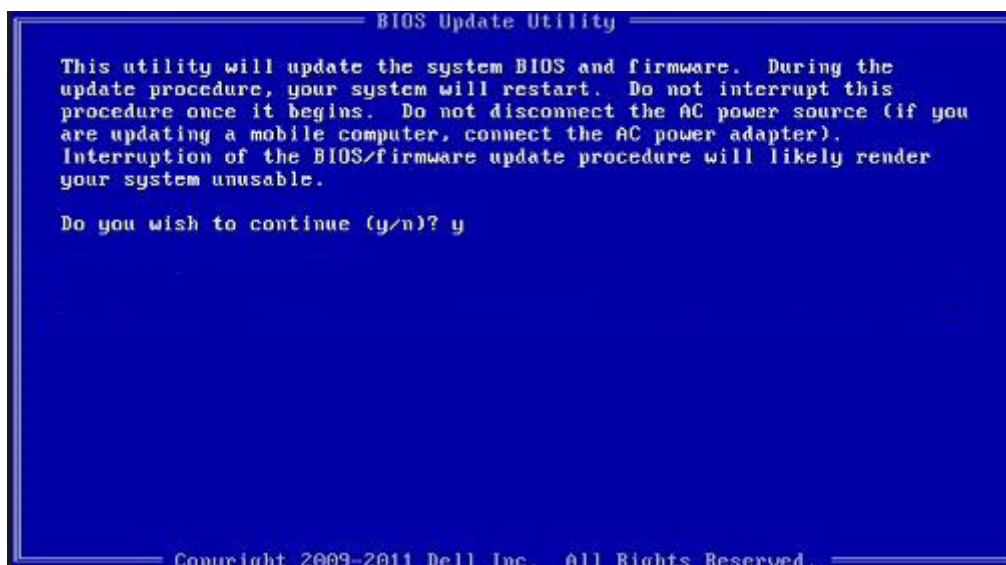 BIOS Update Utility
This utility will update the system BIOS and firmware. During the
update procedure, your system will restart. Do not interrupt this
procedure once it begins. Do not disconnect the AC power source (if you
are updating a mobile computer, connect the AC power adapter).
Interruption of the BIOS/firmware update procedure will likely render
your system unusable.
Do you wish to continue (y/n)? y
Copyright 2009-2011 Dell Inc. All Rights Reserved.